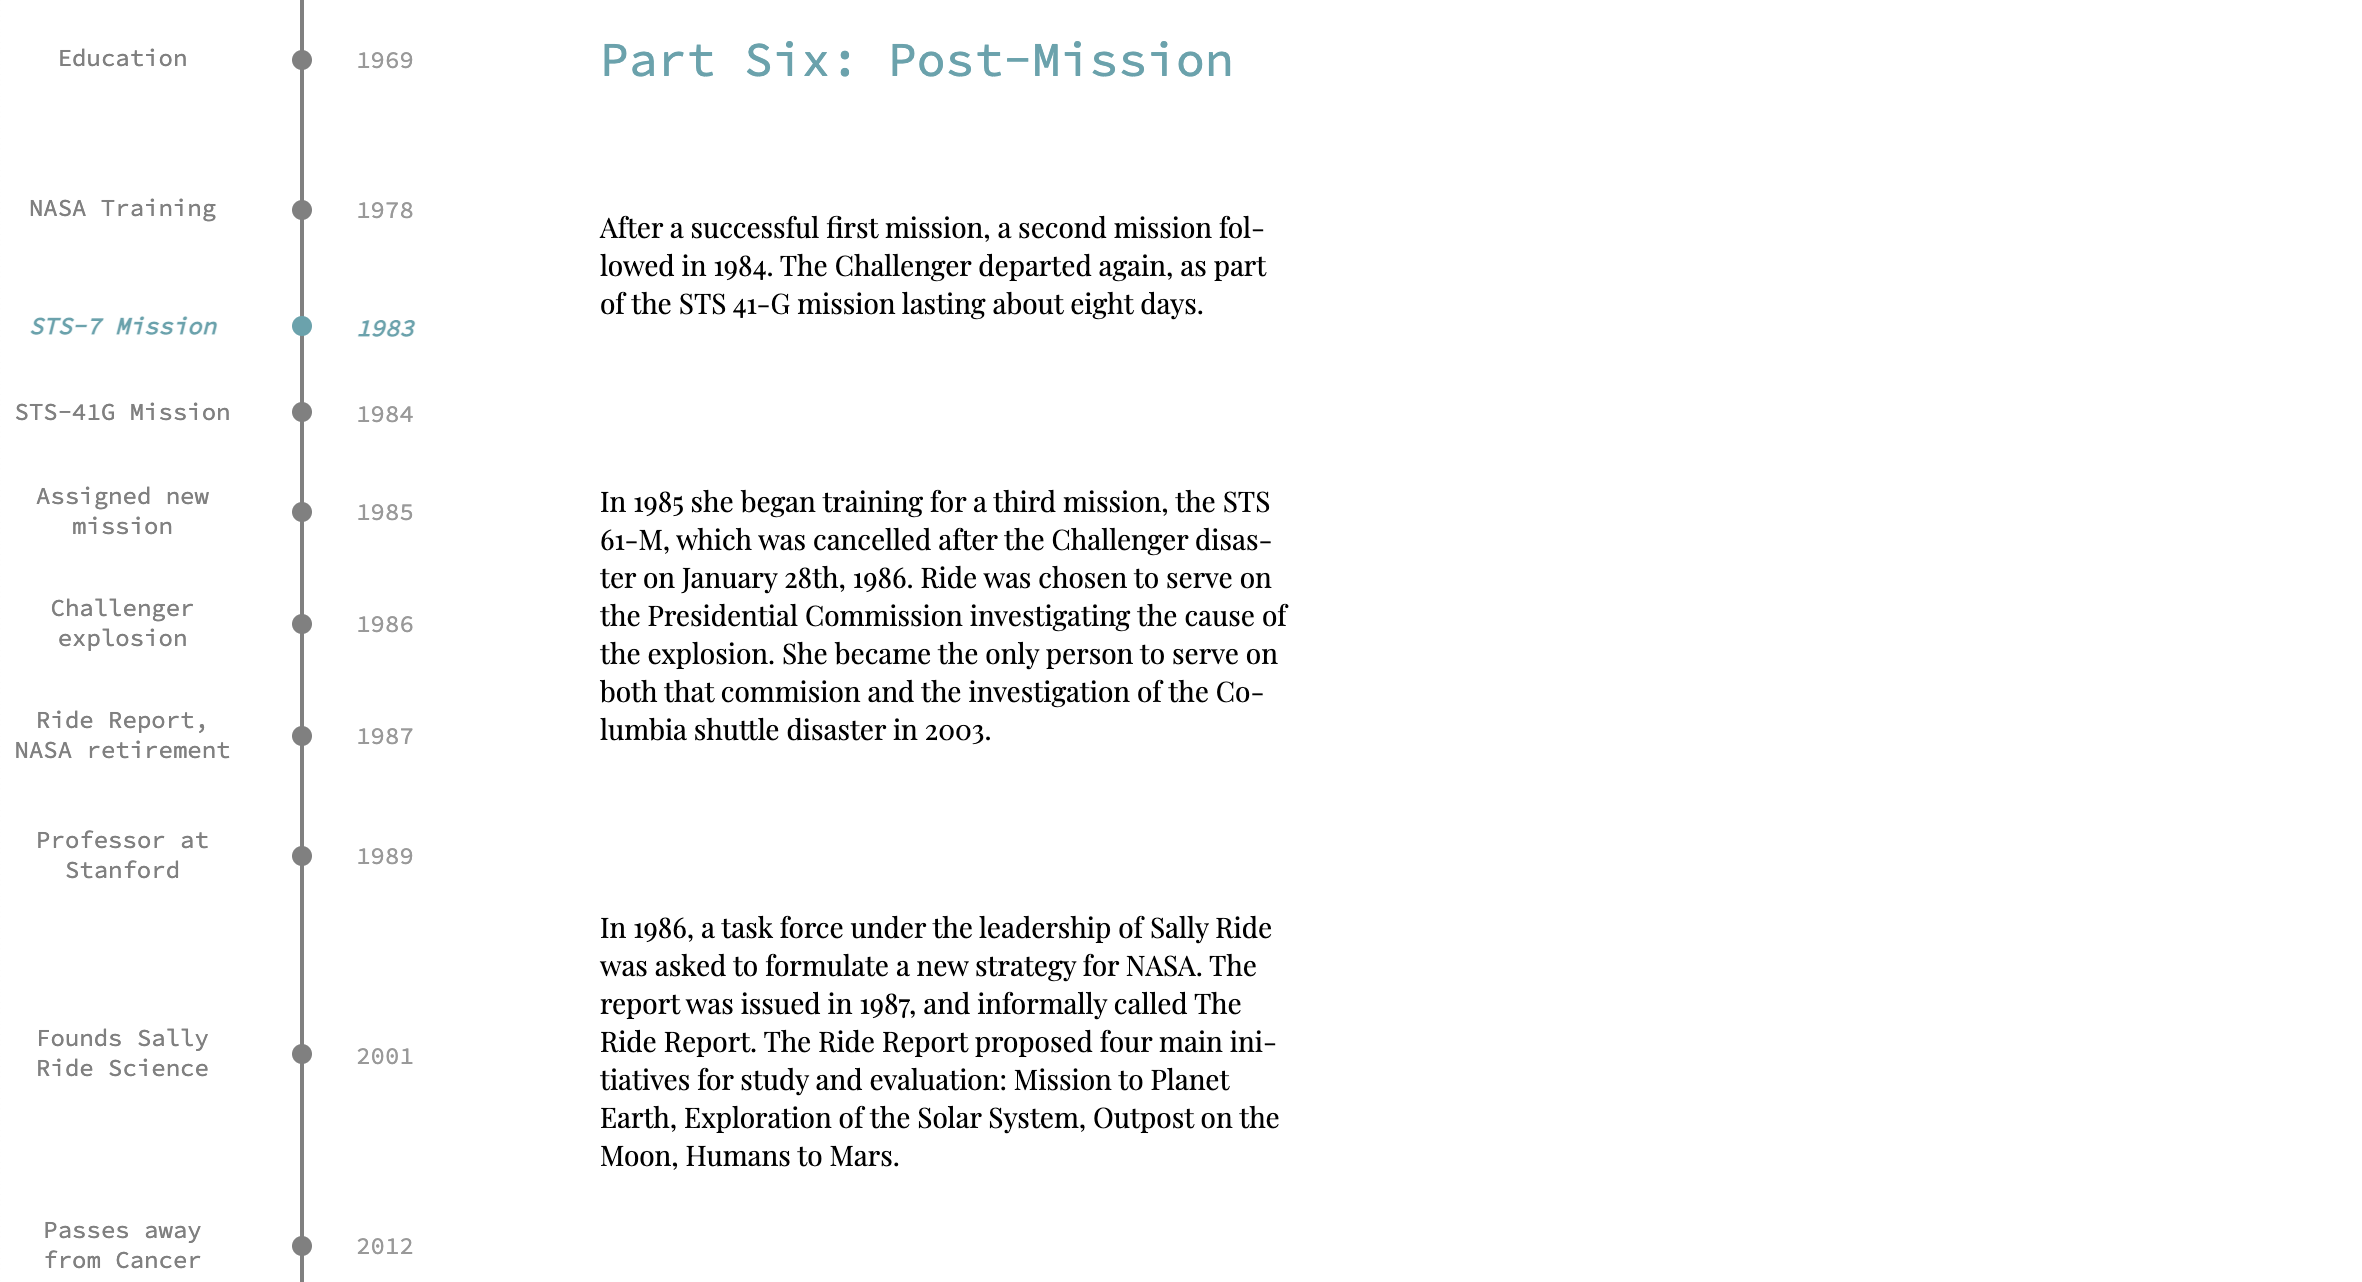 Education
1969
NASA Training
1978
STS-7 Mission
1983
STS-41G Mission
1984
Assigned new
mission
1985
Challenger
explosion
1986
Ride Report,
NASA retirement
1987
Professor at
Stanford
1989
Founds Sally
Ride Science
2001
Passes away
from Cancer
2012
Part Six: Post-Mission
After a successful first mission, a second mission fol-
lowed in 1984. The Challenger departed again, as part
of the STS 41-G mission lasting about eight days.
In 1985 she began training for a third mission, the STS
61-M, which was cancelled after the Challenger disas-
ter on January 28th, 1986. Ride was chosen to serve on
the Presidential Commission investigating the cause of
the explosion. She became the only person to serve on
both that commision and the investigation of the Co-
lumbia shuttle disaster in 2003.
In 1986, a task force under the leadership of Sally Ride
was asked to formulate a new strategy for NASA. The
report was issued in 1987, and informally called The
Ride Report. The Ride Report proposed four main ini-
tiatives for study and evaluation: Mission to Planet
Earth, Exploration of the Solar System, Outpost on the
Moon, Humans to Mars.